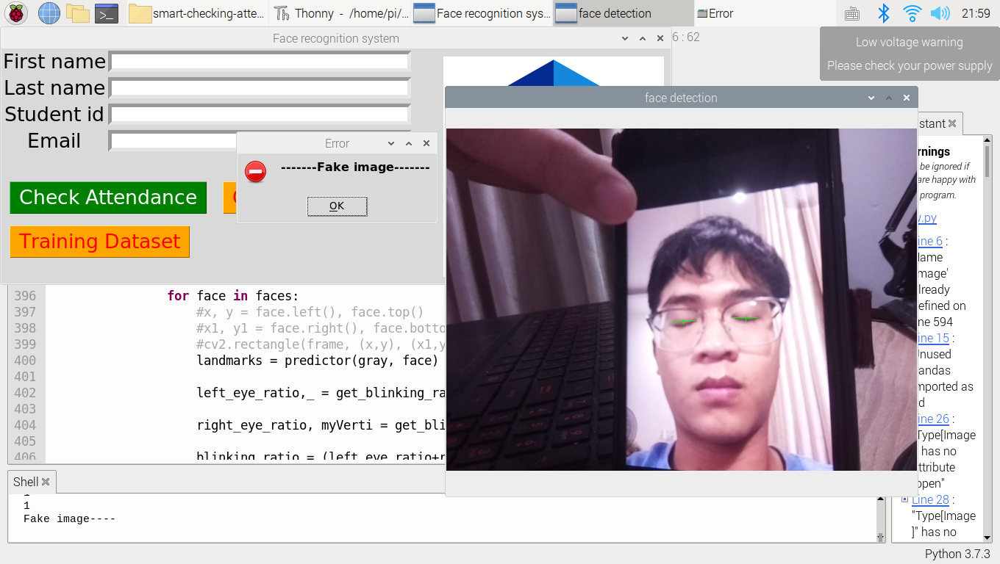 smart-checking-atte...
Thonny - /home/pi/...
Face recognition sys...
face detection
Error
21:59
Face recognition system
6 : 62
Low voltage warning
Please check your power supply
First name
Last name
Student id
Email
face detection
Error
-------Fake image-------
OK
Check Attendance
Training Dataset
stant
rnings
be ignored if
are happy with
program.
.py
ine 6 :
ame
mage'
lready
efined on
ne 594
ine 15 :
nused
andas
mported as
d
ine 26 :
"Type[Image
" has no
ttribute
open"
Line 28 :
"Type[Image
]" has no
396 for face in faces:
397 #x, y = face.left(), face.top()
398 #x1, y1 = face.right(), face.botto
399 #cv2.rectangle(frame, (x,y), (x1,y
400 landmarks = predictor(gray, face)
401
402 left_eye_ratio,_ = get_blinking_ra
403
404 right_eye_ratio, myVerti = get_bli
405
406 blinking_ratio = (left_eye_ratio+r
Shell
1
1
Fake image----
Python 3.7.3